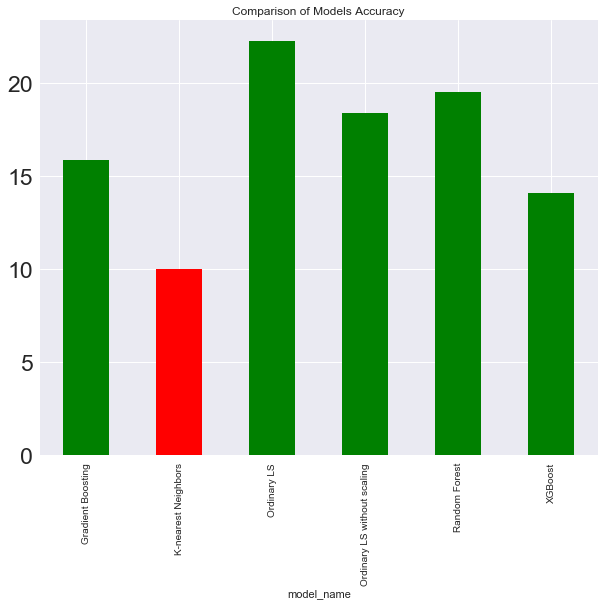 Comparison of Models Accuracy
20
15
10
5
0
Gradient Boosting
K-nearest Neighbors
Ordinary LS
Ordinary LS without scaling
Random Forest
XGBoost
model_name